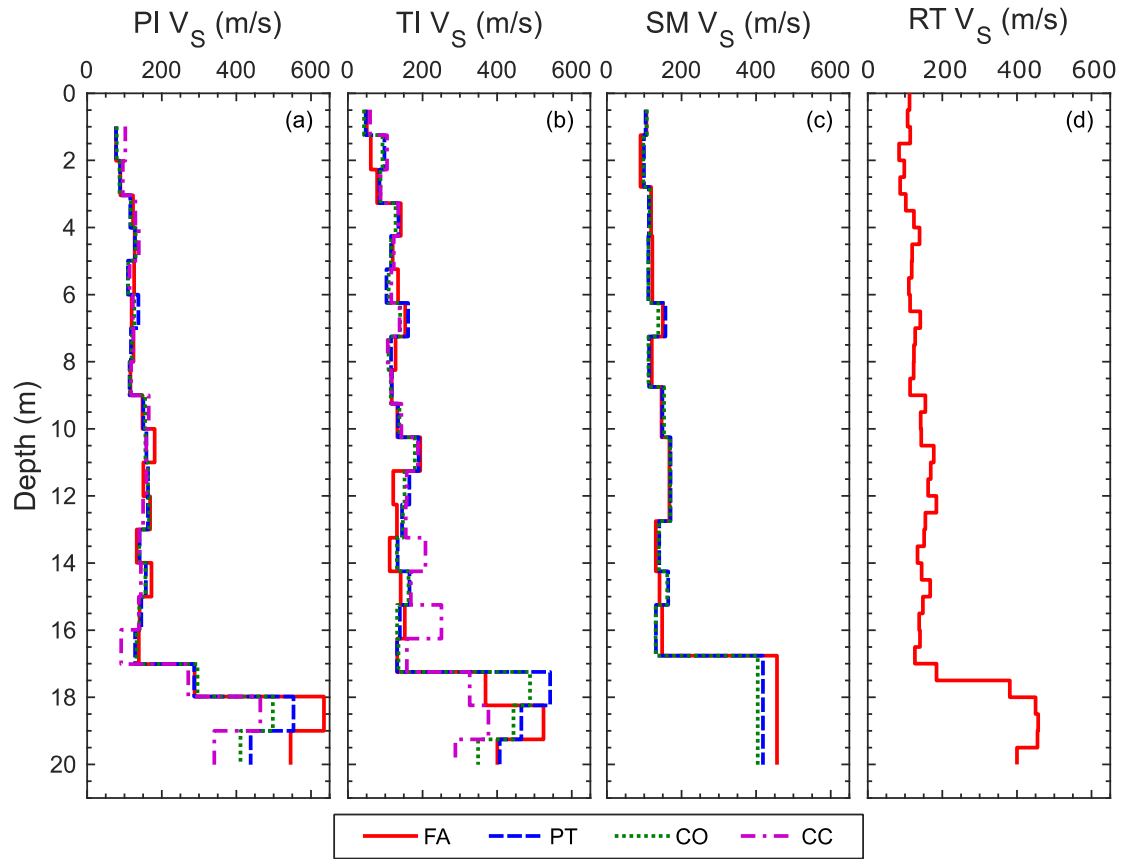 PI V_S (m/s) TI V_S (m/s) SM V_S (m/s) RT V_S (m/s)
0 200 400 600 0 200 400 600 0 200 400 600 0 200 400 600
(a) (b) (c) (d)
Depth (m)
0
2
4
6
8
10
12
14
16
18
20
FA PT CO CC